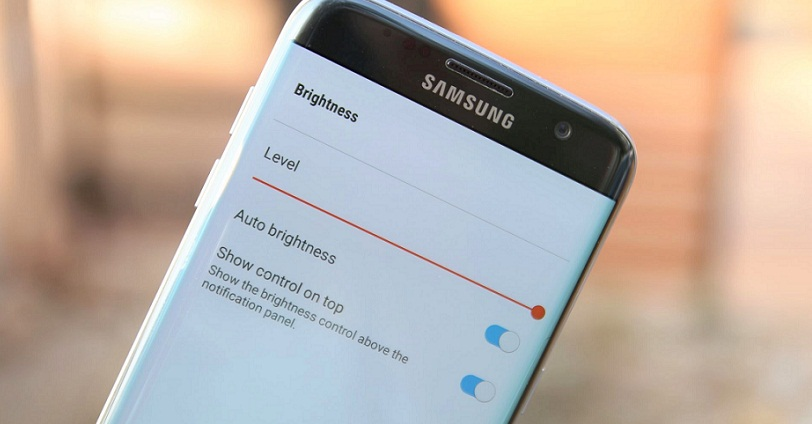 SAMSUNG
Brightness
Level
Auto brightness
Show control on top
Show the brightness control above the
notification panel.